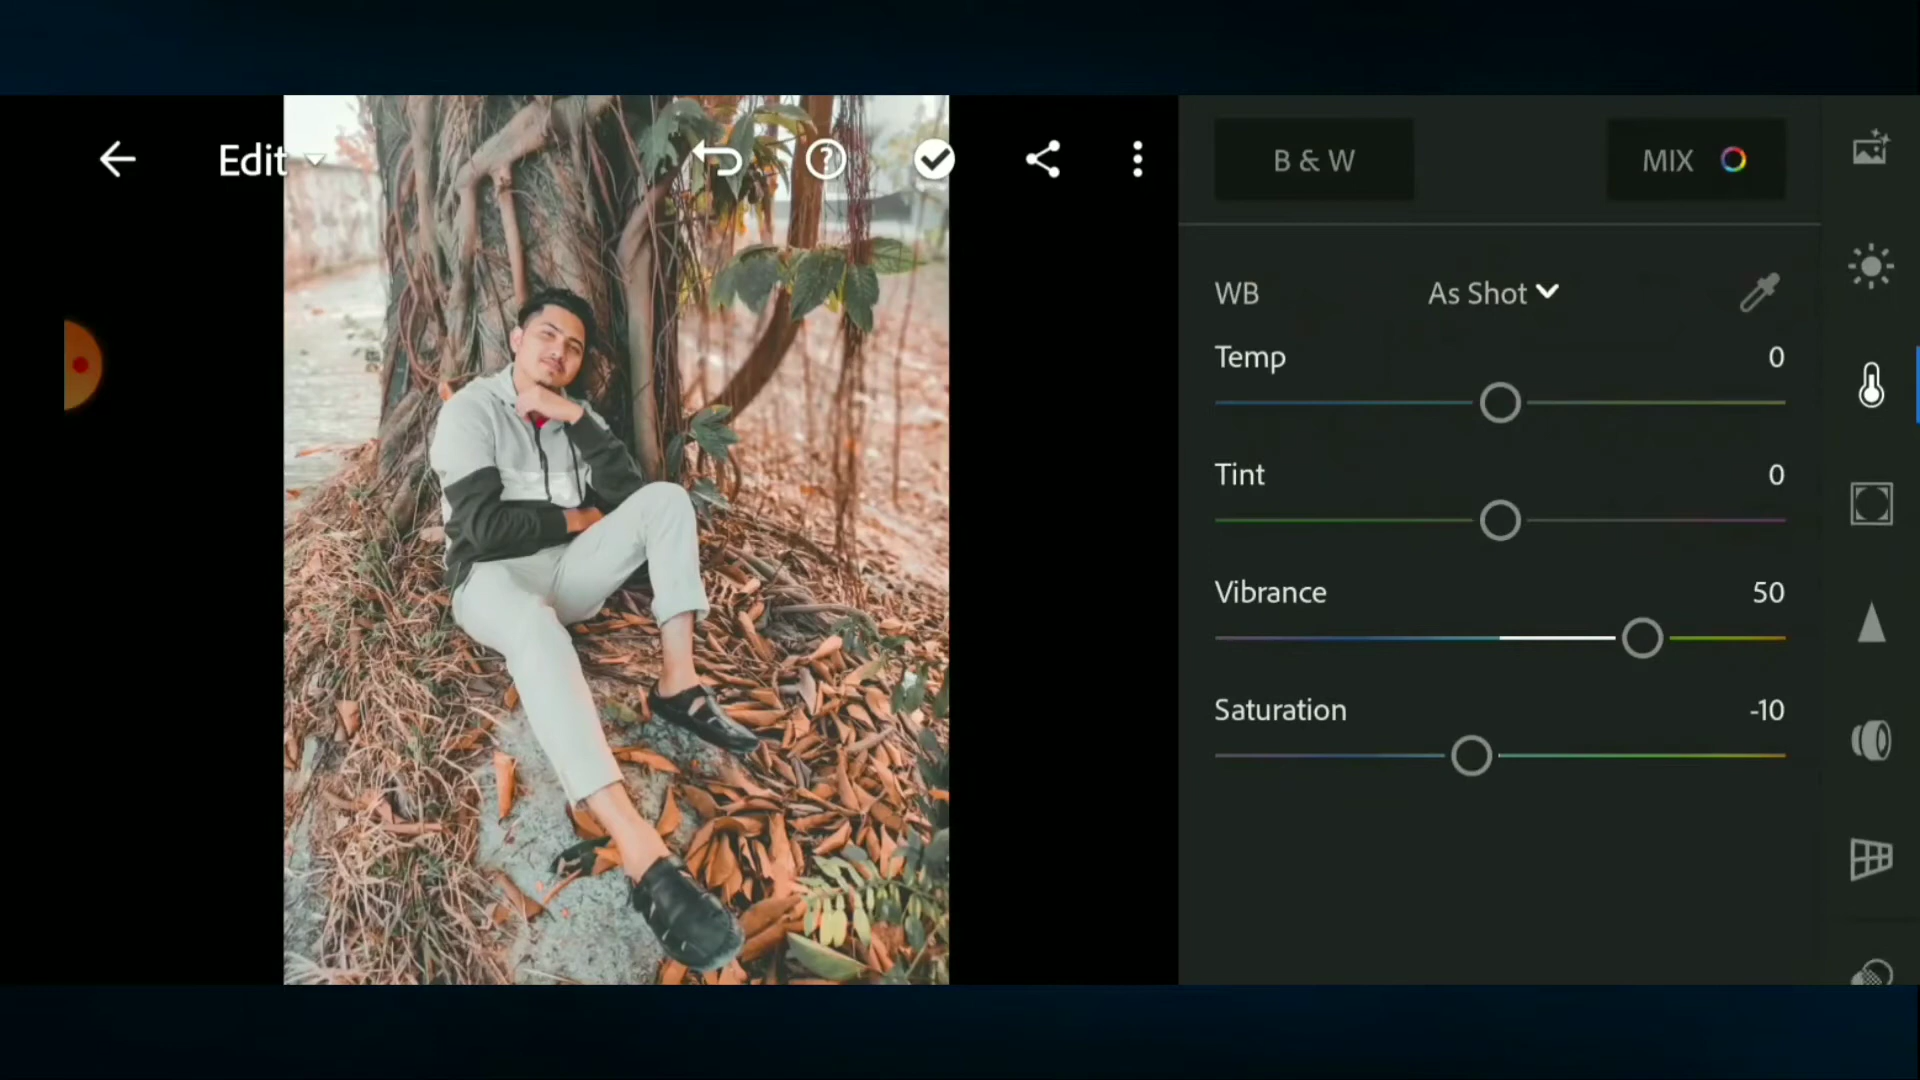 Edit
B & W
MIX
WB As Shot
Temp 0
Tint 0
Vibrance 50
Saturation -10